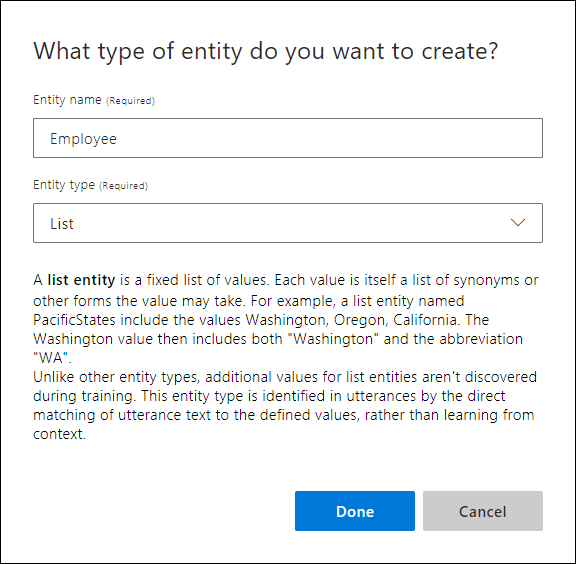 What type of entity do you want to create?
Entity name (Required)
Employee
Entity type (Required)
List
A list entity is a fixed list of values. Each value is itself a list of synonyms or
other forms the value may take. For example, a list entity named
PacificStates include the values Washington, Oregon, California. The
Washington value then includes both "Washington" and the abbreviation
"WA".
Unlike other entity types, additional values for list entities aren't discovered
during training. This entity type is identified in utterances by the direct
matching of utterance text to the defined values, rather than learning from
context.
Done
Cancel